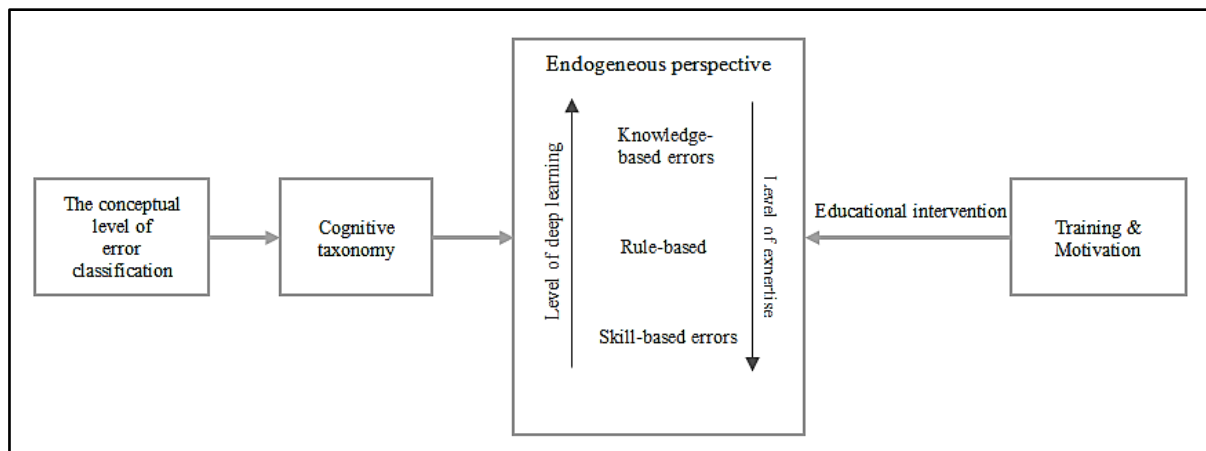 Endogeneous perspective
Knowledge-
based errors
Rule-based
Skill-based errors
Level of deep learning
Level of expertise
The conceptual
level of
error
classification
Cognitive
taxonomy
Educational intervention
Training &
Motivation